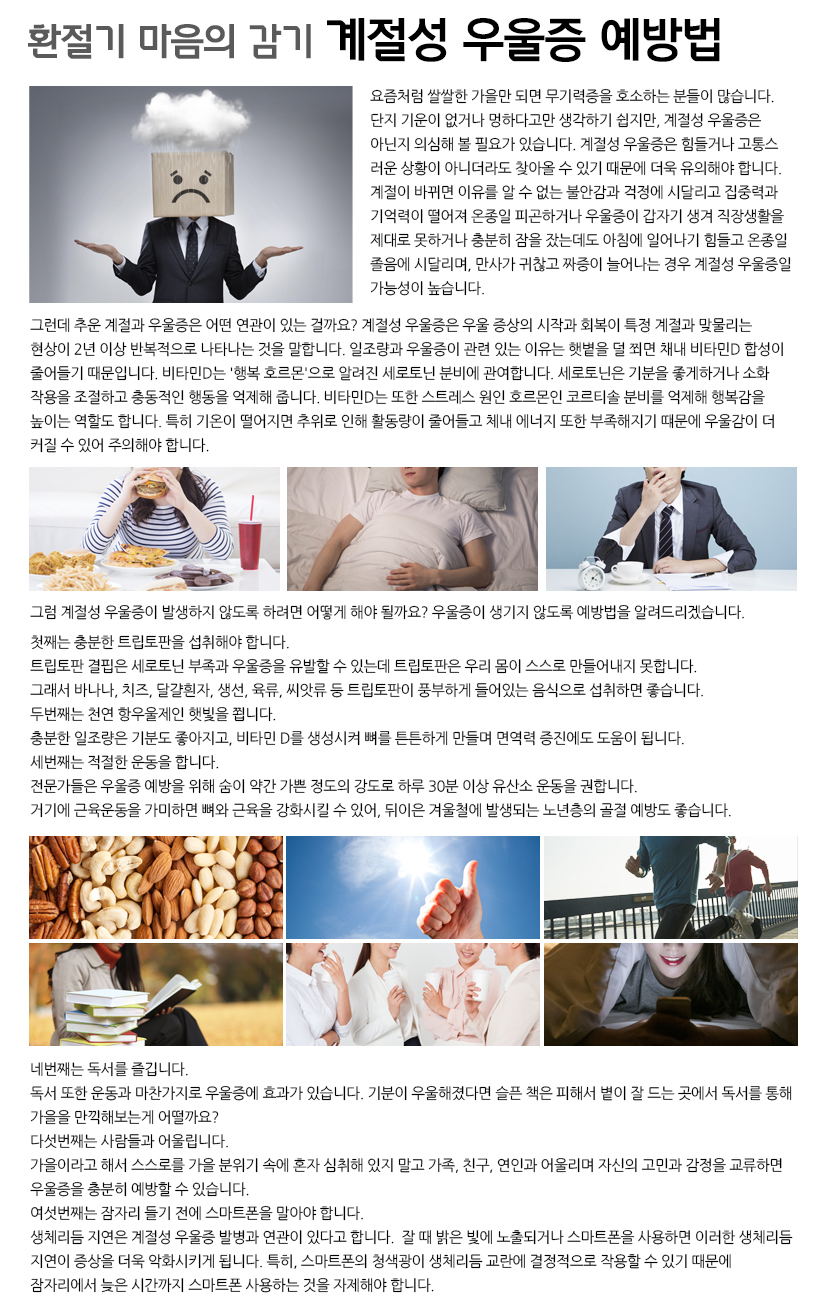 환절기 마음의 감기 계절성 우울증 예방법
요즘처럼 쌀쌀한 가을만 되면 무기력증을 호소하는 분들이 많습니다.
단지 기운이 없거나 멍하다고만 생각하기 쉽지만, 계절성 우울증은
아닌지 의심해 볼 필요가 있습니다. 계절성 우울증은 힘들거나 고통스
러운 상황이 아니더라도 찾아올 수 있기 때문에 더욱 유의해야 합니다.
계절이 바뀌면 이유를 알 수 없는 불안감과 걱정에 시달리고 집중력과
기억력이 떨어져 온종일 피곤하거나 우울증이 갑자기 생겨 직장생활을
제대로 못하거나 충분히 잠을 잤는데도 아침에 일어나기 힘들고 온종일
졸음에 시달리며, 만사가 귀찮고 짜증이 늘어나는 경우 계절성 우울증일
가능성이 높습니다.
그런데 추운 계절과 우울증은 어떤 연관이 있는 걸까요? 계절성 우울증은 우울 증상의 시작과 회복이 특정 계절과 맞물리는
현상이 2년 이상 반복적으로 나타나는 것을 말합니다. 일조량과 우울증이 관련 있는 이유는 햇볕을 덜 쬐면 채내 비타민D 합성이
줄어들기 때문입니다. 비타민D는 '행복 호르몬'으로 알려진 세로토닌 분비에 관여합니다. 세로토닌은 기분을 좋게하거나 소화
작용을 조절하고 충동적인 행동을 억제해 줍니다. 비타민D는 또한 스트레스 원인 호르몬인 코르티솔 분비를 억제해 행복감을
높이는 역할도 합니다. 특히 기온이 떨어지면 추위로 인해 활동량이 줄어들고 체내 에너지 또한 부족해지기 때문에 우울감이 더
커질 수 있어 주의해야 합니다.
그럼 계절성 우울증이 발생하지 않도록 하려면 어떻게 해야 될까요? 우울증이 생기지 않도록 예방법을 알려드리겠습니다.
첫째는 충분한 트립토판을 섭취해야 합니다.
트립토판 결핍은 세로토닌 부족과 우울증을 유발할 수 있는데 트립토판은 우리 몸이 스스로 만들어내지 못합니다.
그래서 바나나, 치즈, 달걀흰자, 생선, 육류, 씨앗류 등 트립토판이 풍부하게 들어있는 음식으로 섭취하면 좋습니다.
두번째는 천연 항우울제인 햇빛을 쬡니다.
충분한 일조량은 기분도 좋아지고, 비타민 D를 생성시켜 뼈를 튼튼하게 만들며 면역력 증진에도 도움이 됩니다.
세번째는 적절한 운동을 합니다.
전문가들은 우울증 예방을 위해 숨이 약간 가쁜 정도의 강도로 하루 30분 이상 유산소 운동을 권합니다.
거기에 근육운동을 가미하면 뼈와 근육을 강화시킬 수 있어, 뒤이은 겨울철에 발생되는 노년층의 골절 예방도 좋습니다.
네번째는 독서를 즐깁니다.
독서 또한 운동과 마찬가지로 우울증에 효과가 있습니다. 기분이 우울해졌다면 슬픈 책은 피해서 볕이 잘 드는 곳에서 독서를 통해
가을을 만끽해보는게 어떨까요?
다섯번째는 사람들과 어울립니다.
가을이라고 해서 스스로를 가을 분위기 속에 혼자 심취해 있지 말고 가족, 친구, 연인과 어울리며 자신의 고민과 감정을 교류하면
우울증을 충분히 예방할 수 있습니다.
여섯번째는 잠자리 들기 전에 스마트폰을 말아야 합니다.
생체리듬 지연은 계절성 우울증 발병과 연관이 있다고 합니다. 잘 때 밝은 빛에 노출되거나 스마트폰을 사용하면 이러한 생체리듬
지연이 증상을 더욱 악화시키게 됩니다. 특히, 스마트폰의 청색광이 생체리듬 교란에 결정적으로 작용할 수 있기 때문에
잠자리에서 늦은 시간까지 스마트폰 사용하는 것을 자제해야 합니다.